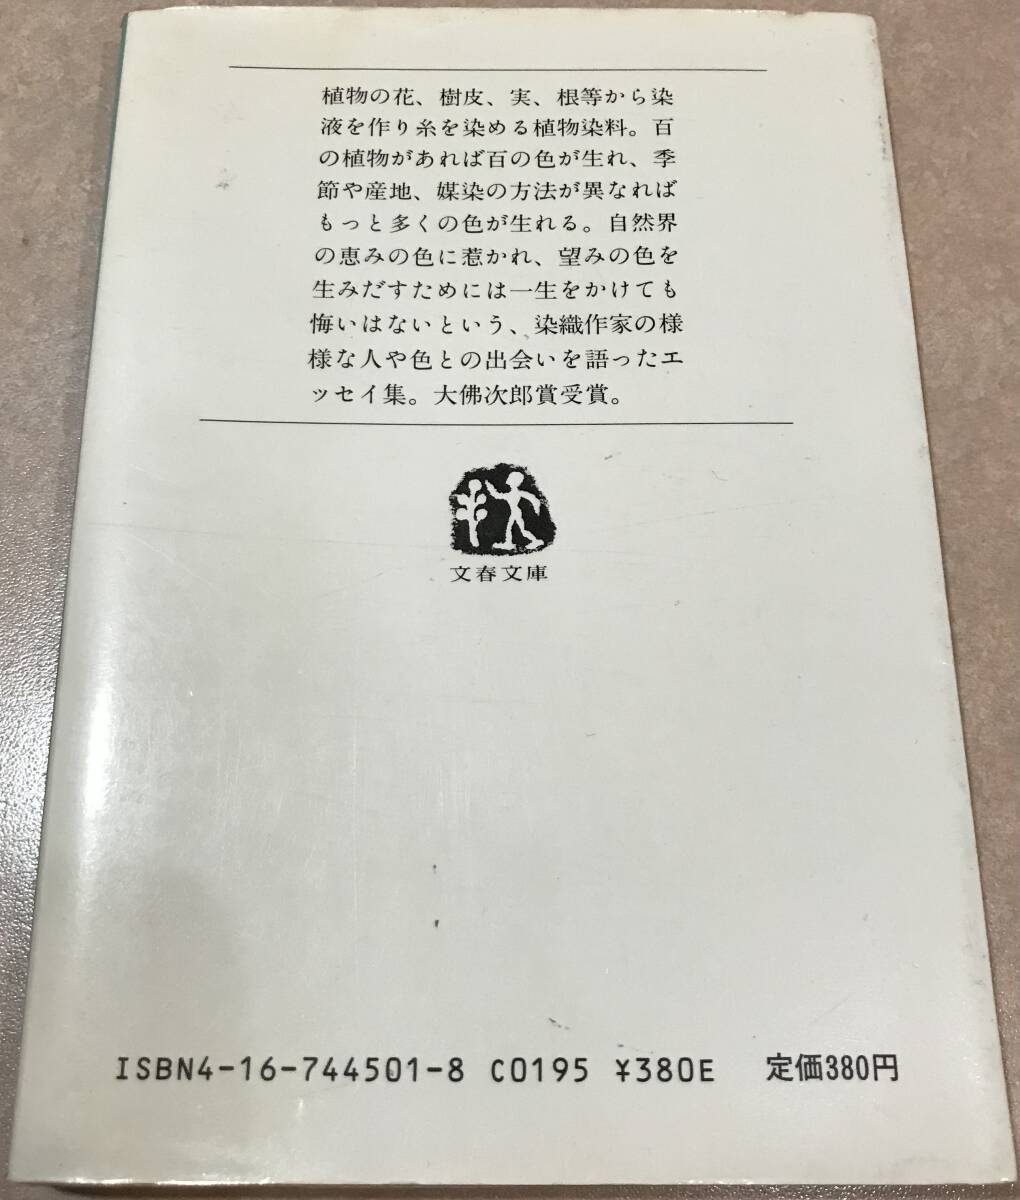 植物の花、樹皮、実、根等から染
液を作り糸を染める植物染料。百
の植物があれば百の色が生れ、季
節や産地、媒染の方法が異なれば
もっと多くの色が生れる。自然界
の恵みの色に惹かれ、望みの色を
生みだすためには一生をかけても
悔いはないという、染織作家の様
様な人や色との出会いを語ったエ
ッセイ集。大佛次郎賞受賞。
文春文庫
ISBN4-16-744501-8 C0195 ¥380E 定価380円